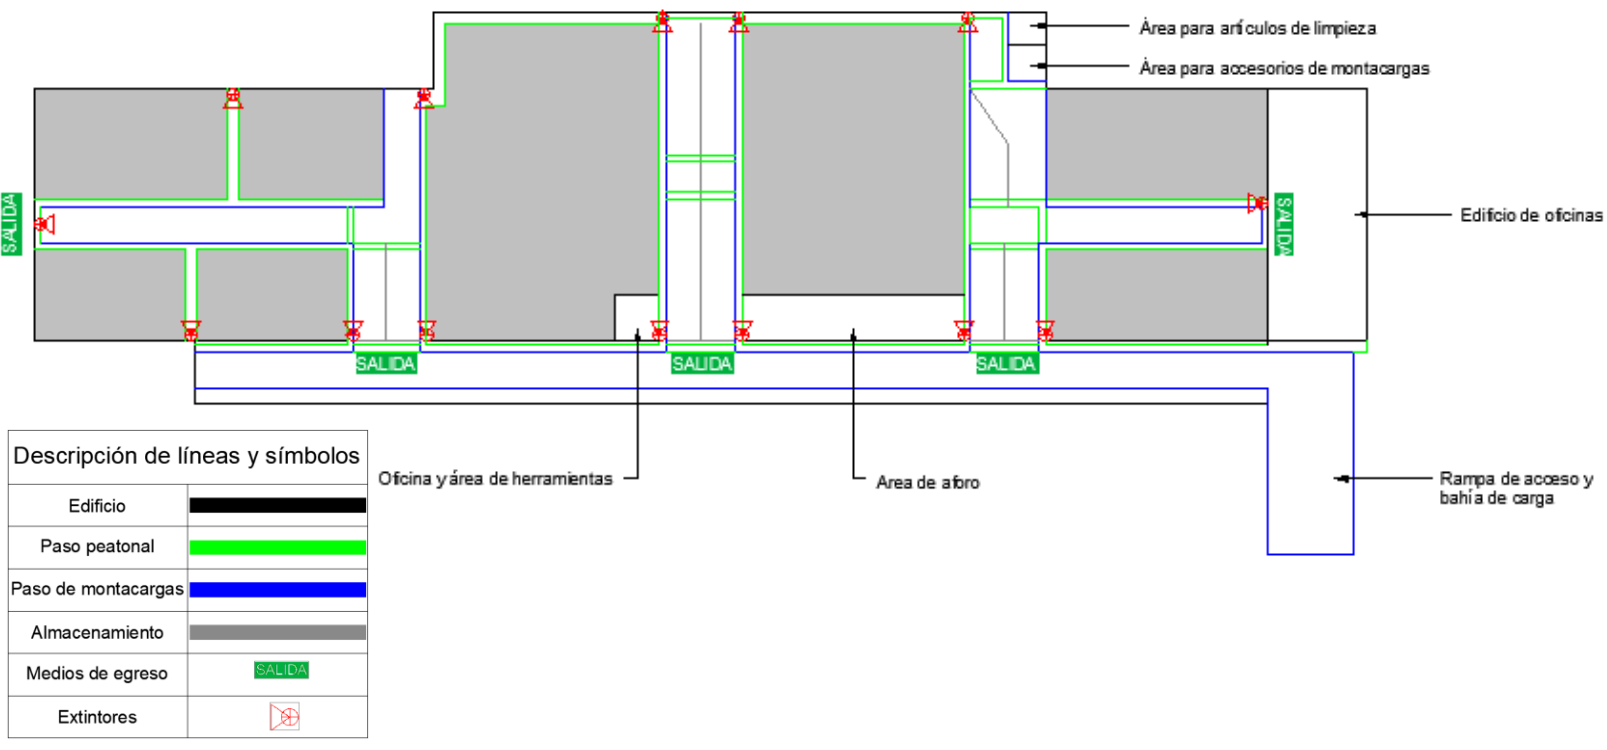 Área para artículos de limpieza
Área para accesorios de montacargas
SALIDA
SALIDA
Edificio de oficinas
SALIDA
SALIDA
SALIDA
Oficina y área de herramientas
Area de aforo
Rampa de acceso y
bahía de carga
Descripción de líneas y símbolos
Edificio
Paso peatonal
Paso de montacargas
Almacenamiento
Medios de egreso
SALIDA
Extintores